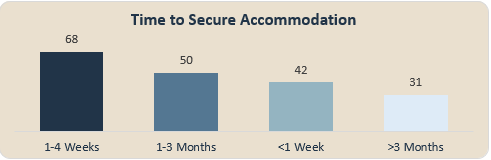 Time to Secure Accommodation
68
50
42
31
1-4 Weeks
1-3 Months
<1 Week
>3 Months